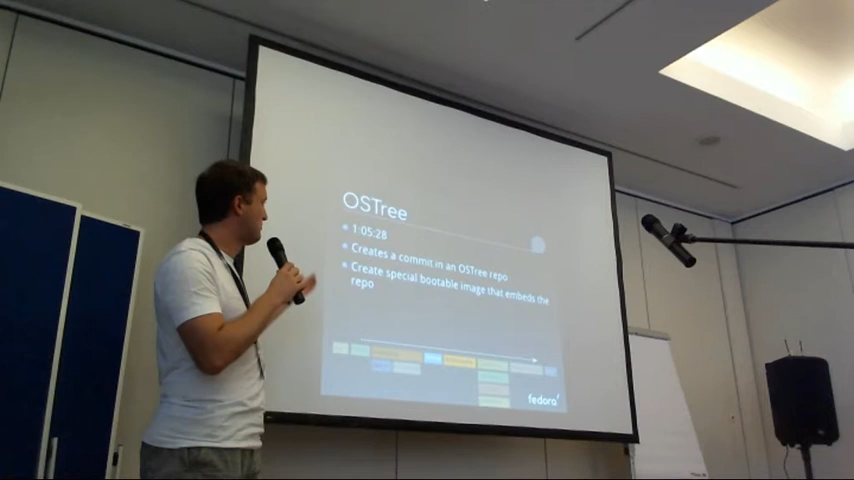 OSTree
1:05:28
Creates a commit in an OSTree repo
Create special bootable image that embeds the
repo
fedora